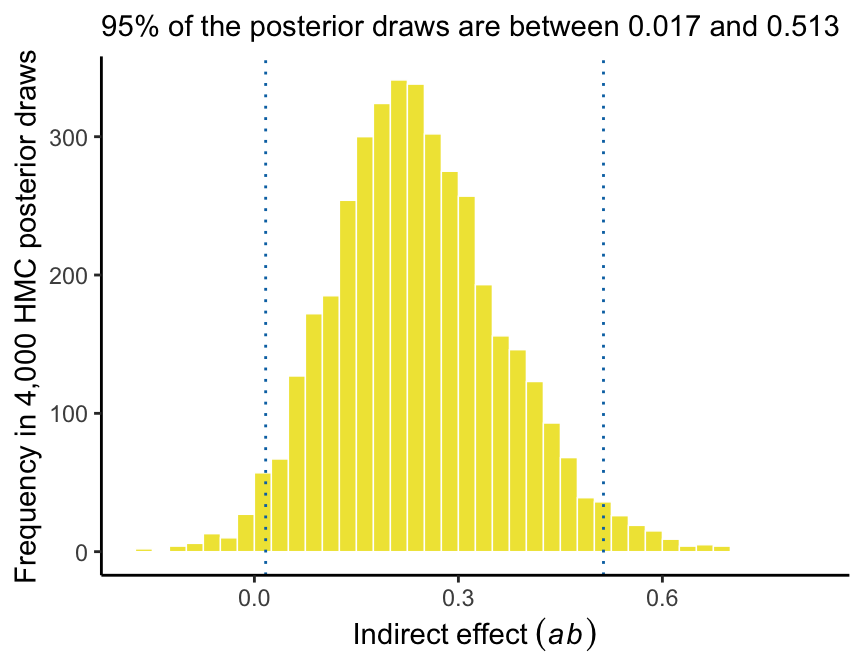 95% of the posterior draws are between 0.017 and 0.513
Frequency in 4,000 HMC posterior draws
300
200
100
0
0.0 0.3 0.6
Indirect effect (ab)